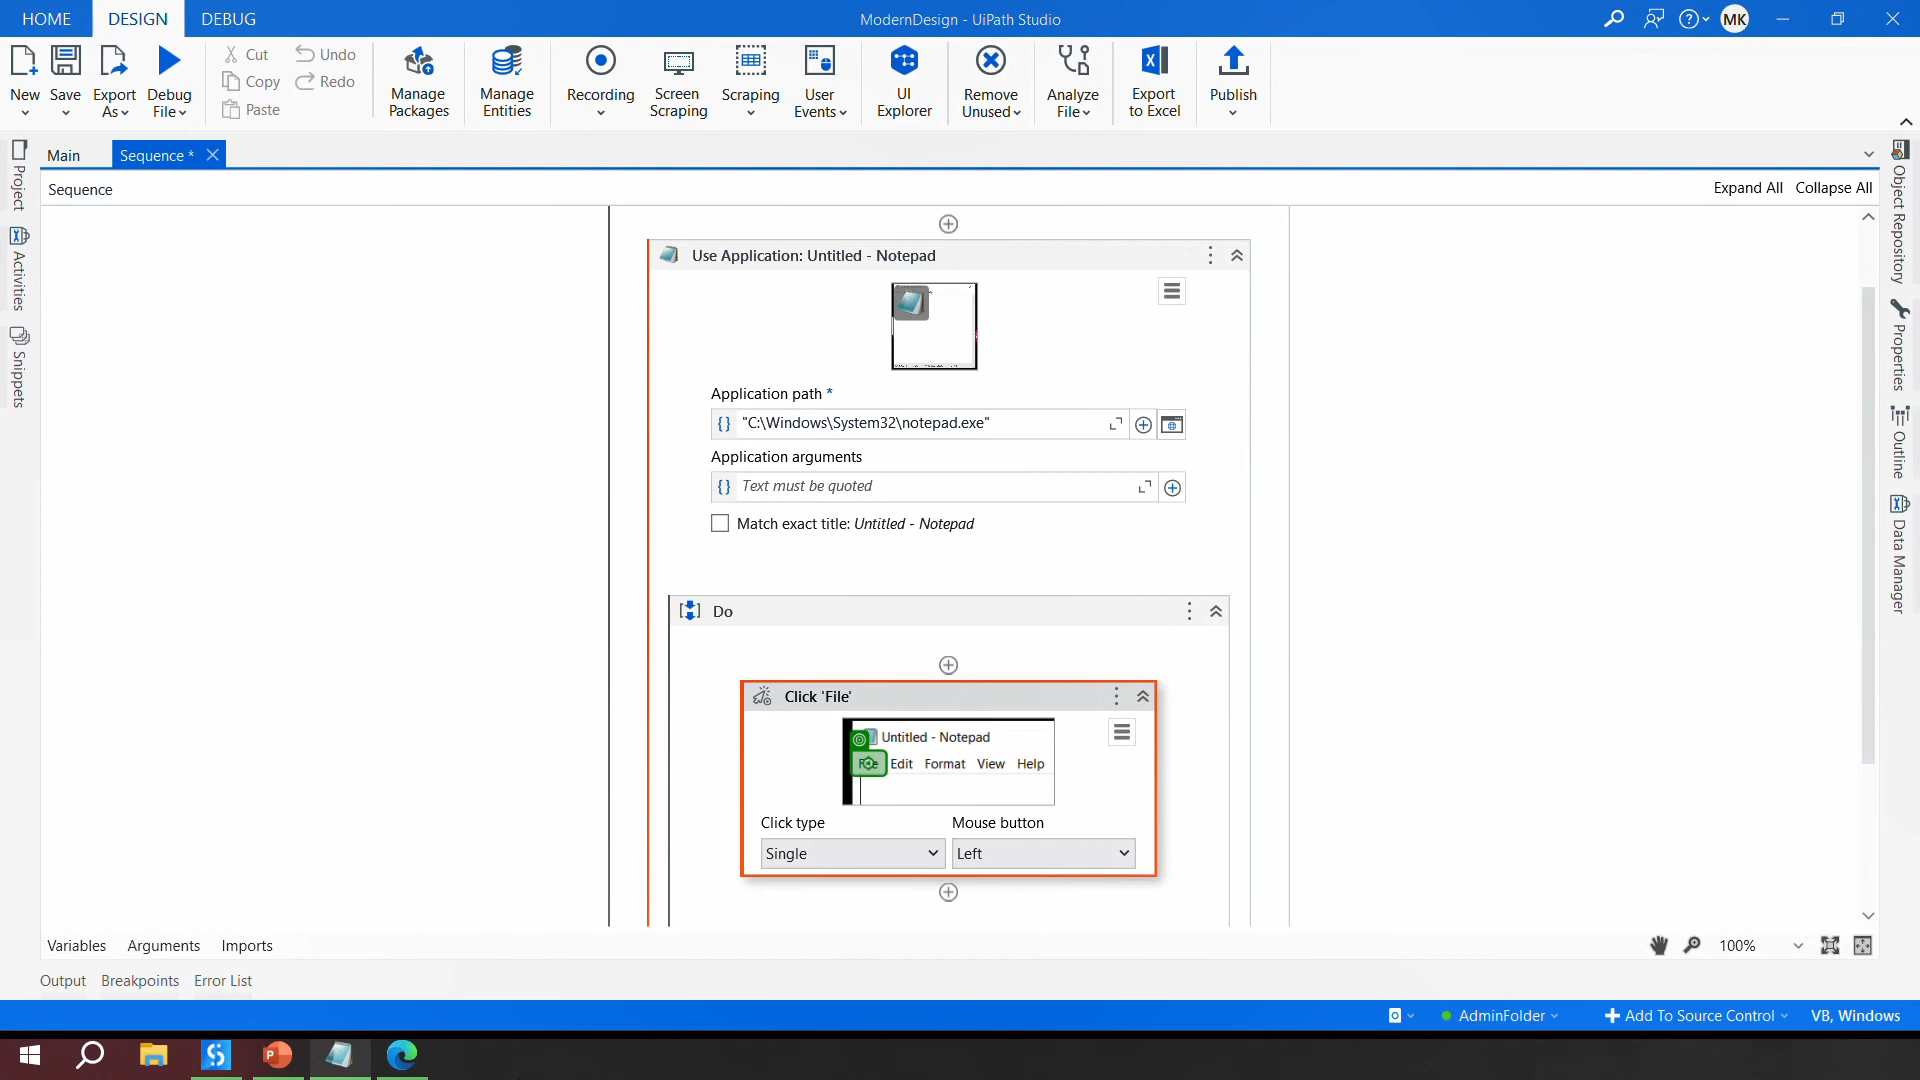 HOME DESIGN DEBUG ModernDesign - UiPath Studio MK
New Save Export As Debug File Cut Copy Paste Undo Redo Manage Packages Manage Entities Recording Screen Scraping Scraping User Events UI Explorer Remove Unused Analyze File Export to Excel Publish
Main Sequence *
Sequence Expand All Collapse All
Project
Activities
Snippets
Use Application: Untitled - Notepad
Application path *
"C:\Windows\System32\notepad.exe"
Application arguments
Text must be quoted
Match exact title: Untitled - Notepad
Do
Click 'File'
Untitled - Notepad
File Edit Format View Help
Click type Mouse button
Single Left
Object Repository
Properties
Outline
Data Manager
Variables Arguments Imports 100%
Output Breakpoints Error List
AdminFolder Add To Source Control VB, Windows